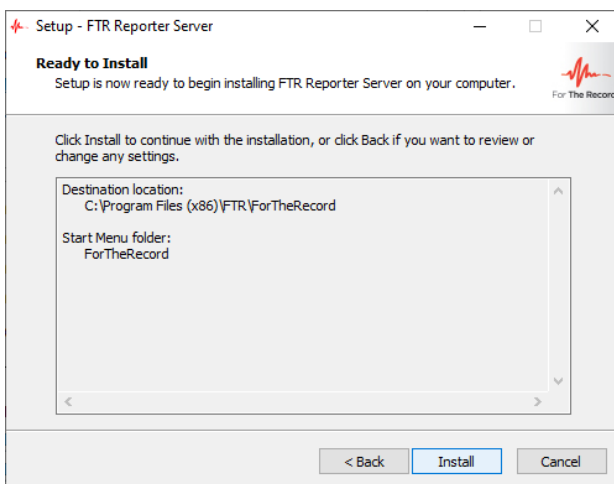 Setup - FTR Reporter Server
Ready to Install
Setup is now ready to begin installing FTR Reporter Server on your computer.
For The Record
Click Install to continue with the installation, or click Back if you want to review or
change any settings.
Destination location:
C:\Program Files (x86)\FTR\ForTheRecord
Start Menu folder:
ForTheRecord
< Back
Install
Cancel